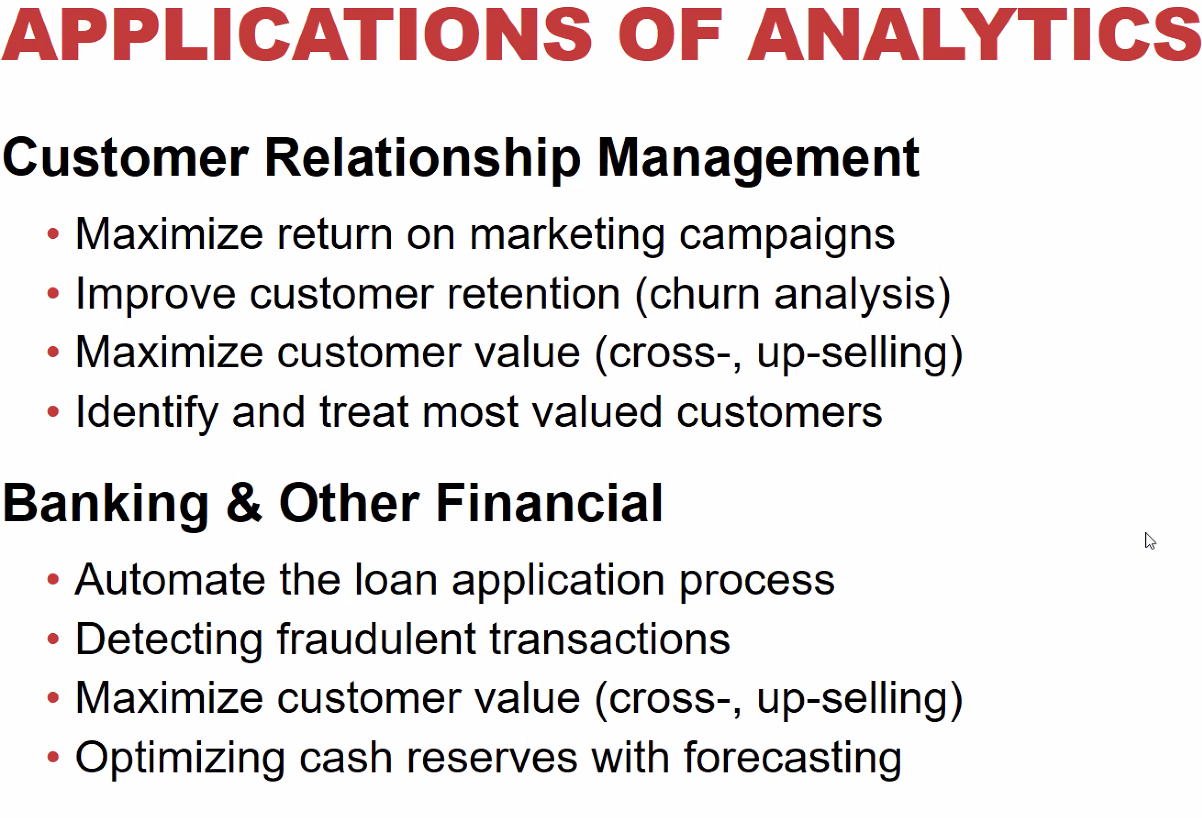 APPLICATIONS OF ANALYTICS
Customer Relationship Management
• Maximize return on marketing campaigns
• Improve customer retention (churn analysis)
• Maximize customer value (cross-, up-selling)
• Identify and treat most valued customers
Banking & Other Financial
• Automate the loan application process
• Detecting fraudulent transactions
• Maximize customer value (cross-, up-selling)
• Optimizing cash reserves with forecasting